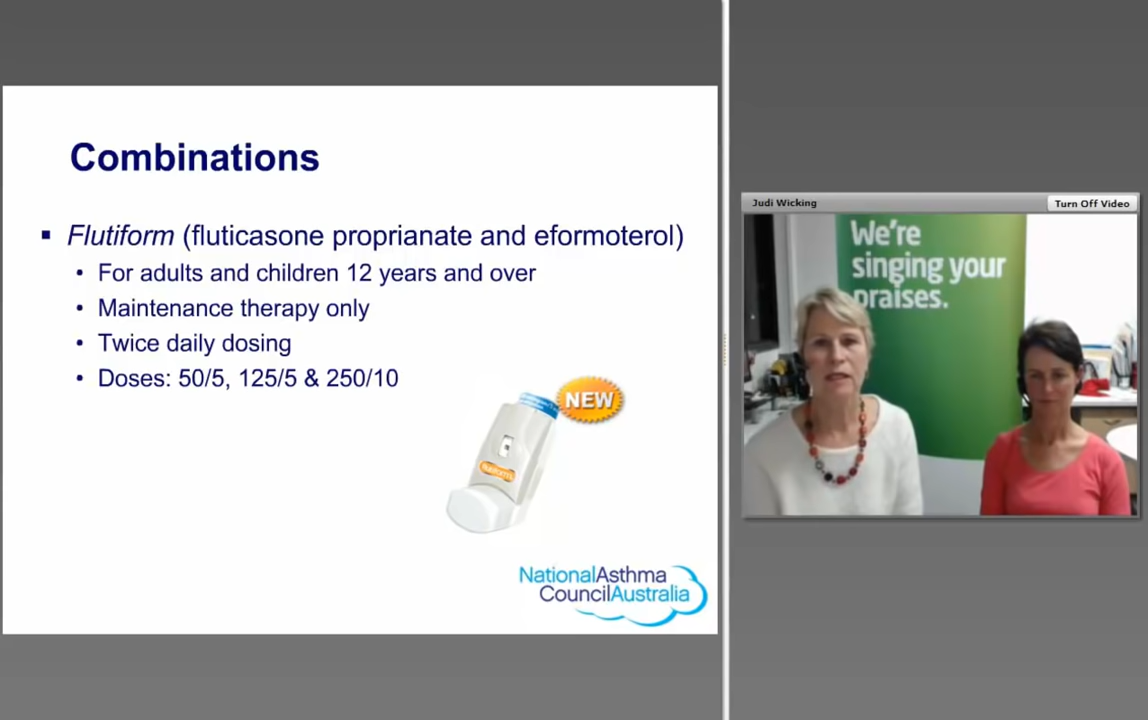 Combinations
▪ Flutiform (fluticasone proprianate and eformoterol)
• For adults and children 12 years and over
• Maintenance therapy only
• Twice daily dosing
• Doses: 50/5, 125/5 & 250/10
NEW
flutiform
NationalAsthma
CouncilAustralia
Judi Wicking
Turn Off Video
We're
singing your
praises.